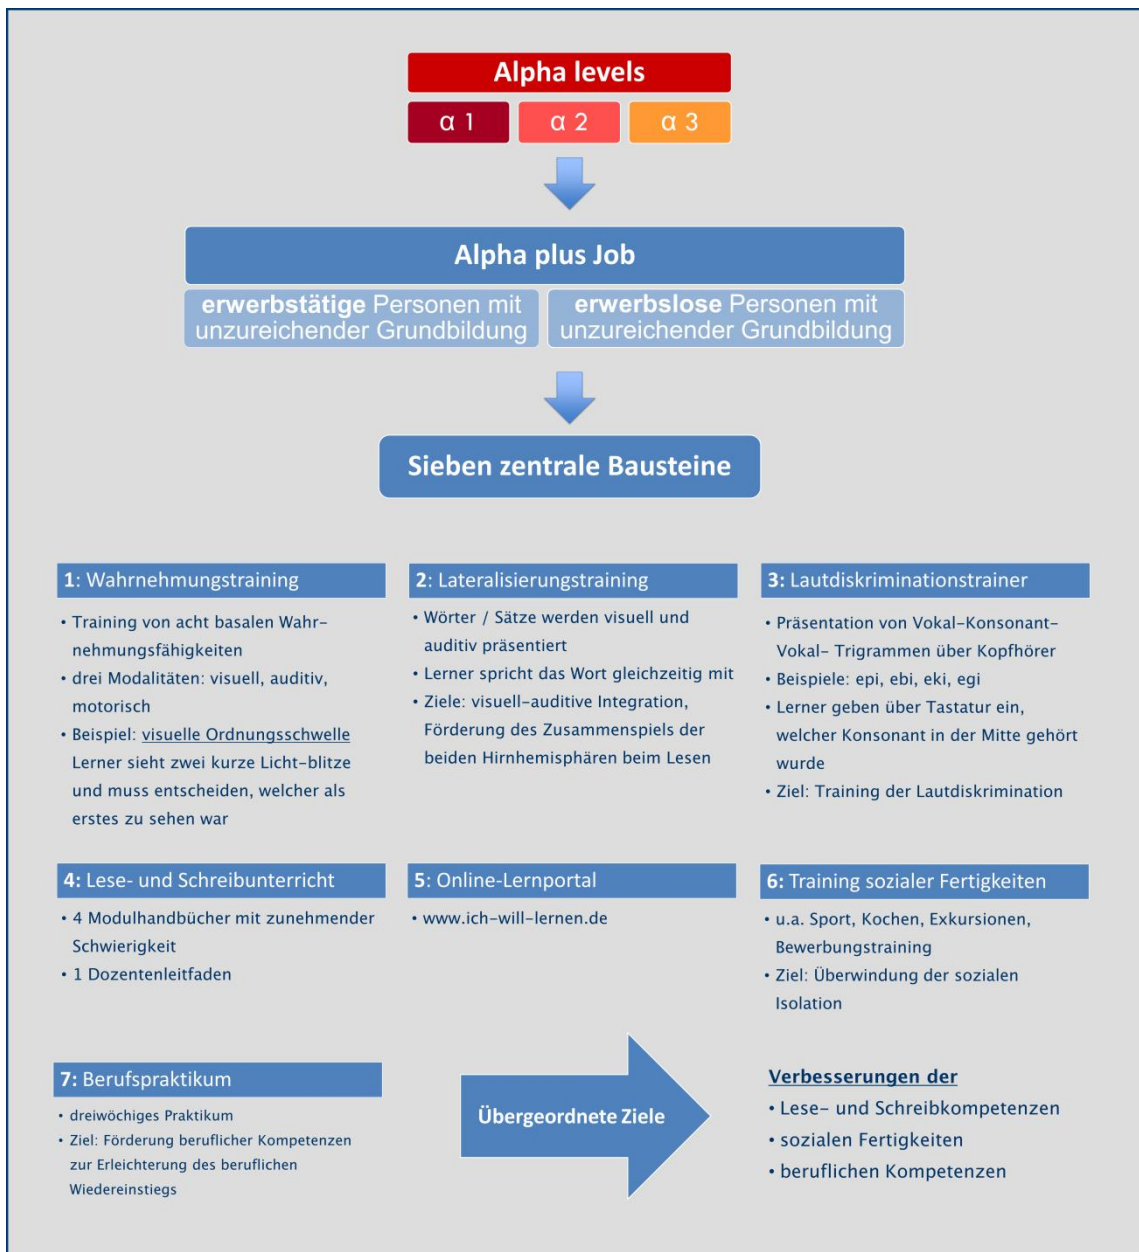 Alpha levels
α 1
α 2
α 3
Alpha plus Job
erwerbstätige Personen mit
unzureichender Grundbildung
erwerbslose Personen mit
unzureichender Grundbildung
Sieben zentrale Bausteine
1: Wahrnehmungstraining
• Training von acht basalen Wahr-
nehmungsfähigkeiten
• drei Modalitäten: visuell, auditiv,
motorisch
• Beispiel: visuelle Ordnungsschwelle
Lerner sieht zwei kurze Licht-blitze
und muss entscheiden, welcher als
erstes zu sehen war
2: Lateralisierungstraining
• Wörter / Sätze werden visuell und
auditiv präsentiert
• Lerner spricht das Wort gleichzeitig mit
• Ziele: visuell-auditive Integration,
Förderung des Zusammenspiels der
beiden Hirnhemisphären beim Lesen
3: Lautdiskriminationstrainer
• Präsentation von Vokal-Konsonant-
Vokal- Trigrammen über Kopfhörer
• Beispiele: epi, ebi, eki, egi
• Lerner geben über Tastatur ein,
welcher Konsonant in der Mitte gehört
wurde
• Ziel: Training der Lautdiskrimination
4: Lese- und Schreibunterricht
• 4 Modulhandbücher mit zunehmender
Schwierigkeit
• 1 Dozentenleitfaden
5: Online-Lernportal
• www.ich-will-lernen.de
6: Training sozialer Fertigkeiten
• u.a. Sport, Kochen, Exkursionen,
Bewerbungstraining
• Ziel: Überwindung der sozialen
Isolation
7: Berufspraktikum
• dreiwöchiges Praktikum
• Ziel: Förderung beruflicher Kompetenzen
zur Erleichterung des beruflichen
Wiedereinstiegs
Übergeordnete Ziele
Verbesserungen der
• Lese- und Schreibkompetenzen
• sozialen Fertigkeiten
• beruflichen Kompetenzen